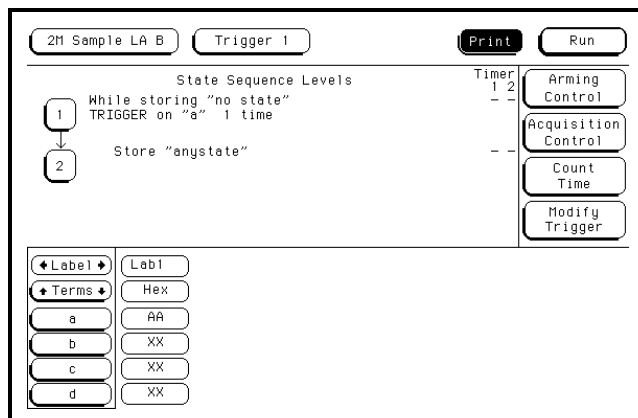 2M Sample LA B Trigger 1 Print Run
State Sequence Levels
Timer
1 2
1 While storing "no state" - -
TRIGGER on "a" 1 time
2 Store "anystate" - -
Arming
Control
Acquisition
Control
Count
Time
Modify
Trigger
Label Lab1
Terms Hex
a AA
b XX
c XX
d XX